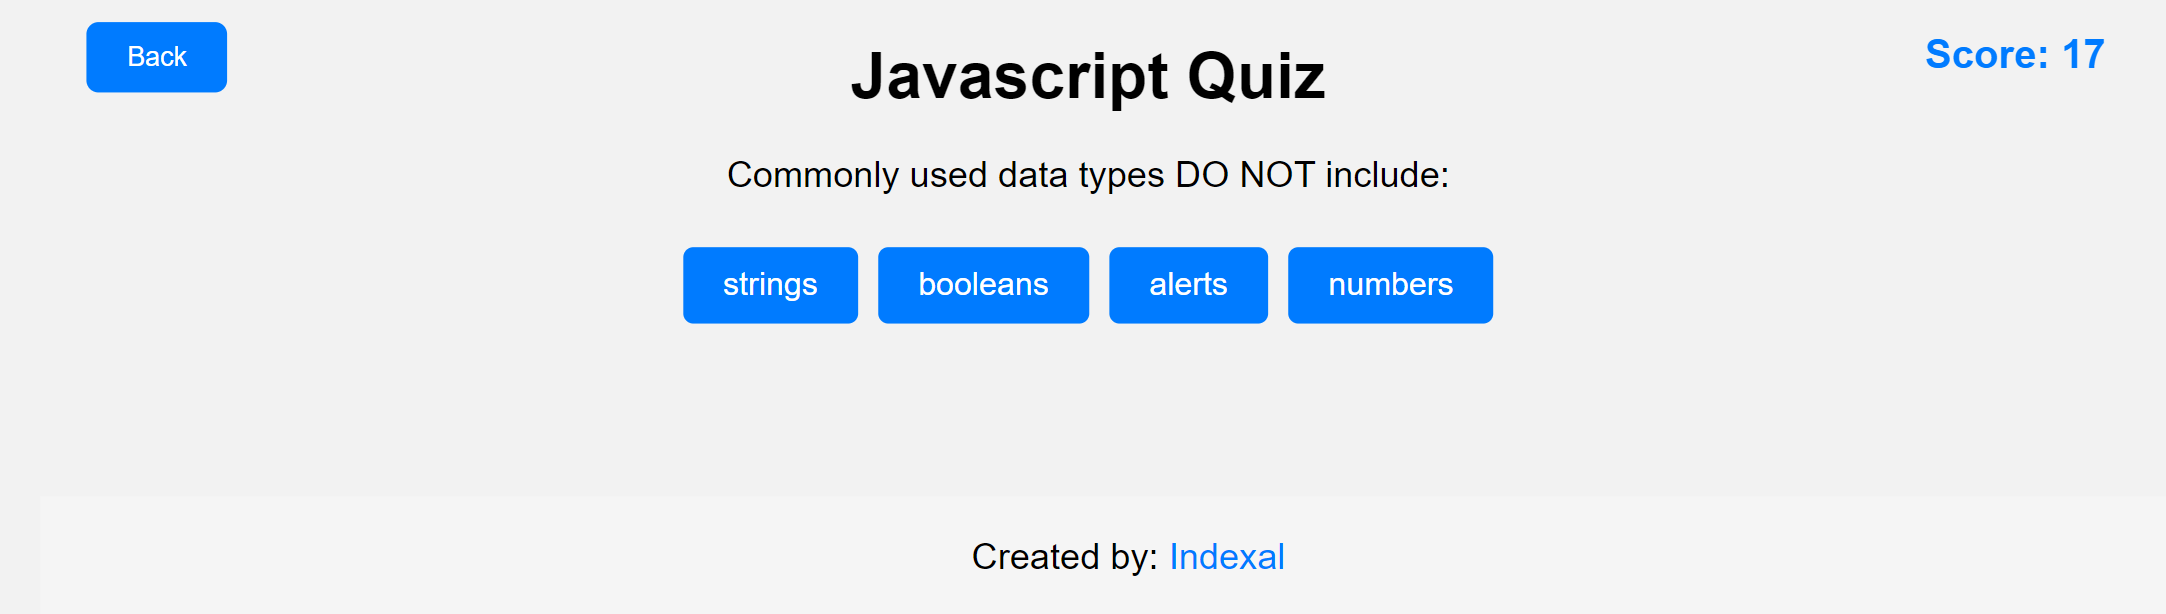 Back
Javascript Quiz
Score: 17
Commonly used data types DO NOT include:
strings
booleans
alerts
numbers
Created by: Indexal